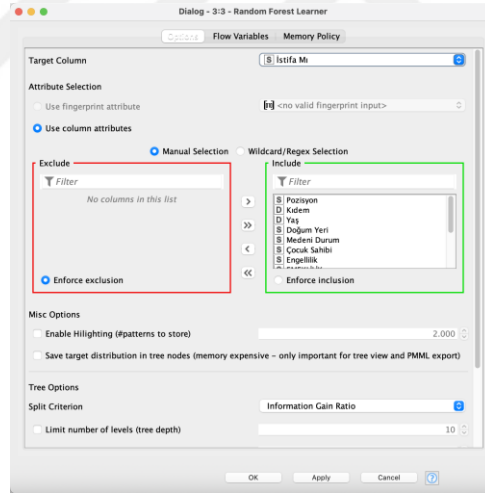 Dialog - 3:3 - Random Forest Learner
Options Flow Variables Memory Policy
Target Column S İstifa Mı
Attribute Selection
Use fingerprint attribute <no valid fingerprint input>
Use column attributes
Manual Selection Wildcard/Regex Selection
Exclude Include
Filter Filter
No columns in this list
S Pozisyon
D Kıdem
D Yaş
S Doğum Yeri
S Medeni Durum
S Çocuk Sahibi
S Engellilik
Enforce exclusion Enforce inclusion
Misc Options
Enable Hilighting (#patterns to store) 2.000
Save target distribution in tree nodes (memory expensive - only important for tree view and PMML export)
Tree Options
Split Criterion Information Gain Ratio
Limit number of levels (tree depth) 10
OK Apply Cancel ?